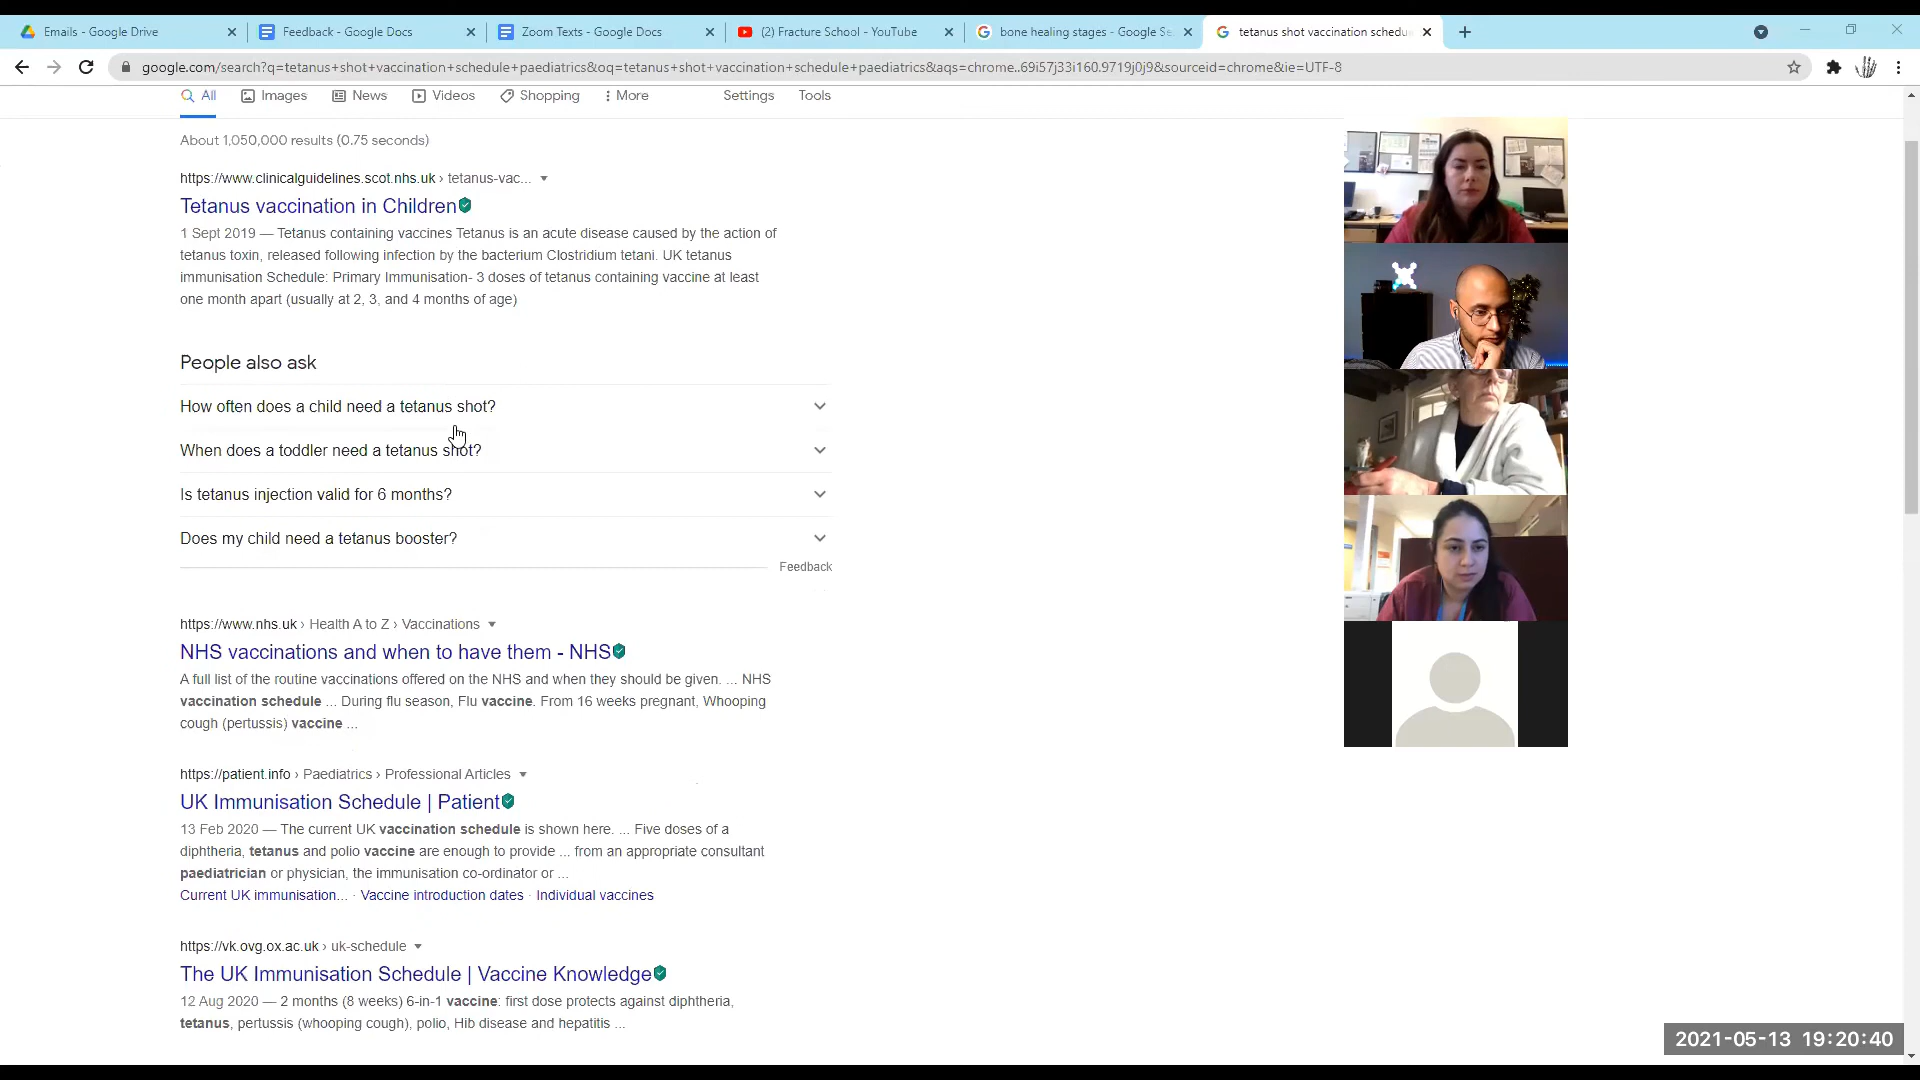 Emails - Google Drive
Feedback - Google Docs
Zoom Texts - Google Docs
(2) Fracture School - YouTube
bone healing stages - Google Se
tetanus shot vaccination schedu
google.com/search?q=tetanus+shot+vaccination+schedule+paediatrics&oq=tetanus+shot+vaccination+schedule+paediatrics&aqs=chrome..69i57j33i160.9719j0j9&sourceid=chrome&ie=UTF-8
All
Images
News
Videos
Shopping
More
Settings
Tools
About 1,050,000 results (0.75 seconds)
https://www.clinicalguidelines.scot.nhs.uk › tetanus-vac...
Tetanus vaccination in Children
1 Sept 2019 — Tetanus containing vaccines Tetanus is an acute disease caused by the action of
tetanus toxin, released following infection by the bacterium Clostridium tetani. UK tetanus
immunisation Schedule: Primary Immunisation- 3 doses of tetanus containing vaccine at least
one month apart (usually at 2, 3, and 4 months of age)
People also ask
How often does a child need a tetanus shot?
When does a toddler need a tetanus shot?
Is tetanus injection valid for 6 months?
Does my child need a tetanus booster?
Feedback
https://www.nhs.uk › Health A to Z › Vaccinations
NHS vaccinations and when to have them - NHS
A full list of the routine vaccinations offered on the NHS and when they should be given. ... NHS
vaccination schedule ... During flu season, Flu vaccine. From 16 weeks pregnant, Whooping
cough (pertussis) vaccine ...
https://patient.info › Paediatrics › Professional Articles
UK Immunisation Schedule | Patient
13 Feb 2020 — The current UK vaccination schedule is shown here. ... Five doses of a
diphtheria, tetanus and polio vaccine are enough to provide ... from an appropriate consultant
paediatrician or physician, the immunisation co-ordinator or ...
Current UK immunisation... · Vaccine introduction dates · Individual vaccines
https://vk.ovg.ox.ac.uk › uk-schedule
The UK Immunisation Schedule | Vaccine Knowledge
12 Aug 2020 — 2 months (8 weeks) 6-in-1 vaccine: first dose protects against diphtheria,
tetanus, pertussis (whooping cough), polio, Hib disease and hepatitis ...
2021-05-13 19:20:40